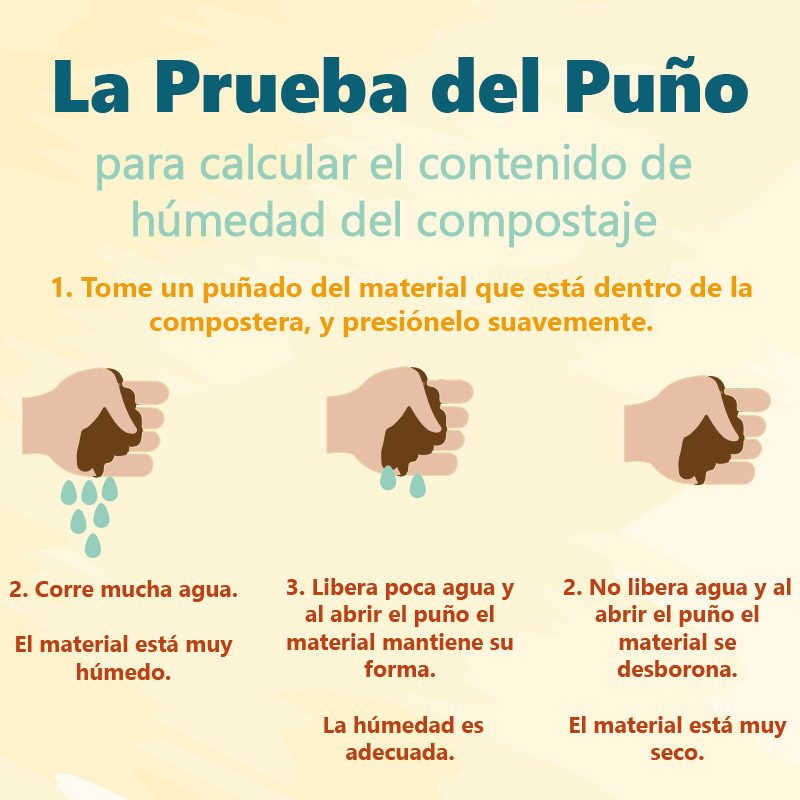 La Prueba del Puño
para calcular el contenido de
húmedad del compostaje
1. Tome un puñado del material que está dentro de la
compostera, y presiónelo suavemente.
2. Corre mucha agua.
El material está muy
húmedo.
3. Libera poca agua y
al abrir el puño el
material mantiene su
forma.
La húmedad es
adecuada.
2. No libera agua y al
abrir el puño el
material se
desborona.
El material está muy
seco.